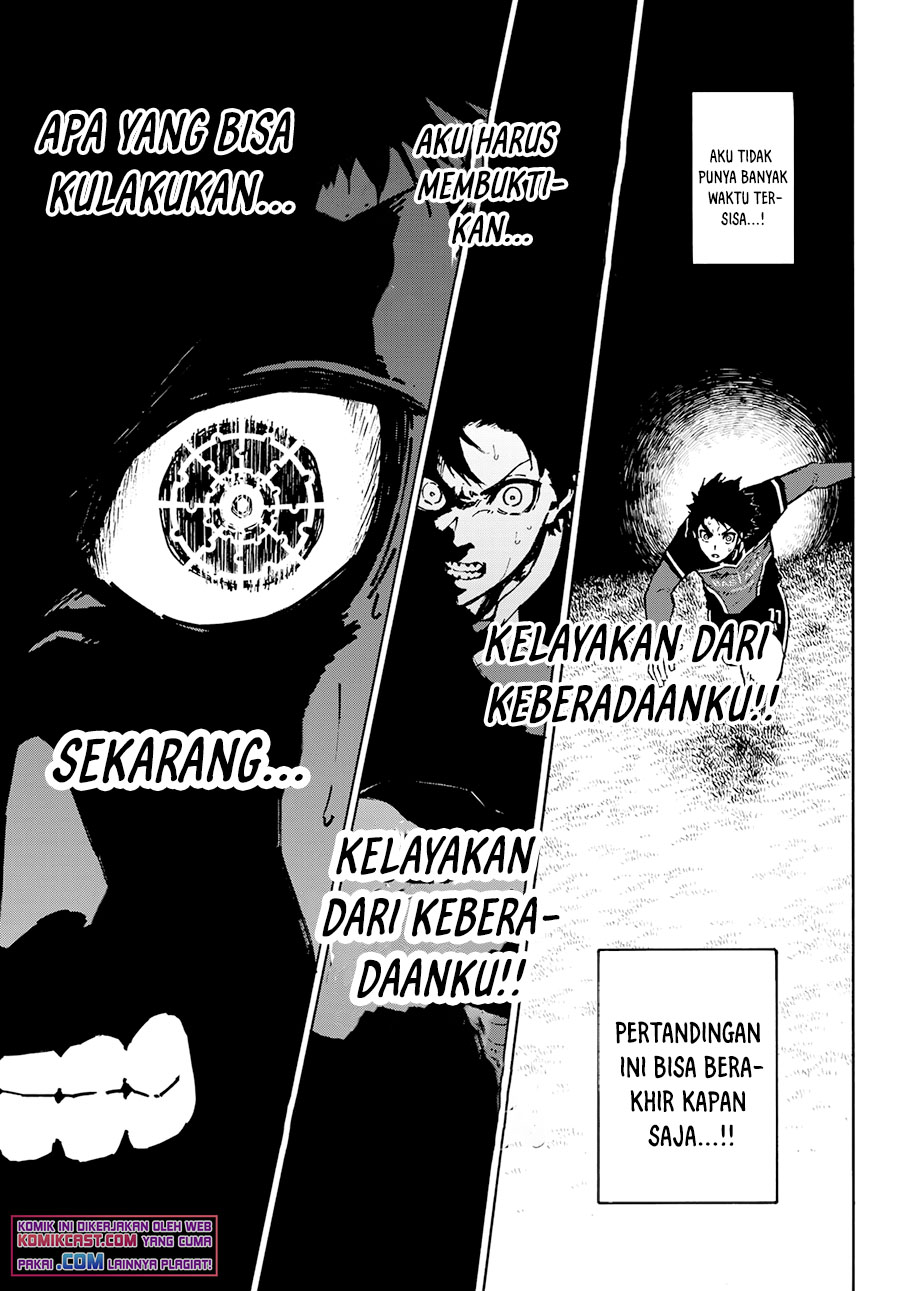 AKU TIDAK
PUNYA BANYAK
WAKTU TER-
SISA...!
PERTANDINGAN
INI BISA BERA-
KHIR KAPAN
SAJA...!!
AKU HARUS
MEMBUKTI-
KAN...
KELAYAKAN DARI
KEBERADAANKU!!
KELAYAKAN
DARI KEBERA-
DAANKU!!
APA YANG BISA
KULAKUKAN...
SEKARANG...
11
KOMIK INI DIKERJAKAN OLEH WEB
KOMIKCAST.COM YANG CUMA
PAKAI .COM LAINNYA PLAGIAT!